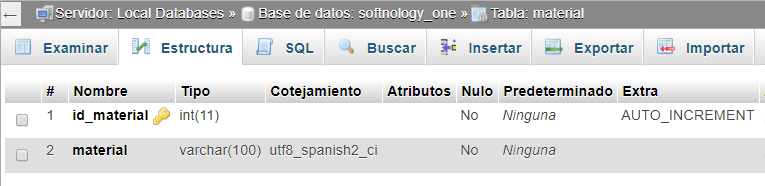 ← Servidor: Local Databases » Base de datos: softnology_one » Tabla: material
Examinar Estructura SQL Buscar Insertar Exportar Importar
# Nombre Tipo Cotejamiento Atributos Nulo Predeterminado Extra
1 id_material int(11) No Ninguna AUTO_INCREMENT
2 material varchar(100) utf8_spanish2_ci No Ninguna